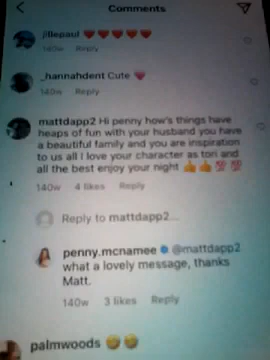 Comments
jillepaul ❤️❤️❤️❤️❤️
140w Reply
_hannahdent Cute 💗
140w Reply
mattdapp2 Hi penny how's things have
heaps of fun with your husband you have
a beautiful family and you are inspiration
to us all i love your character as tori and
all the best enjoy your night 👍👍💯💯
140w 4 likes Reply
Reply to mattdapp2...
penny.mcnamee @mattdapp2
what a lovely message, thanks
Matt.
140w 3 likes Reply
palmwoods 😂😂